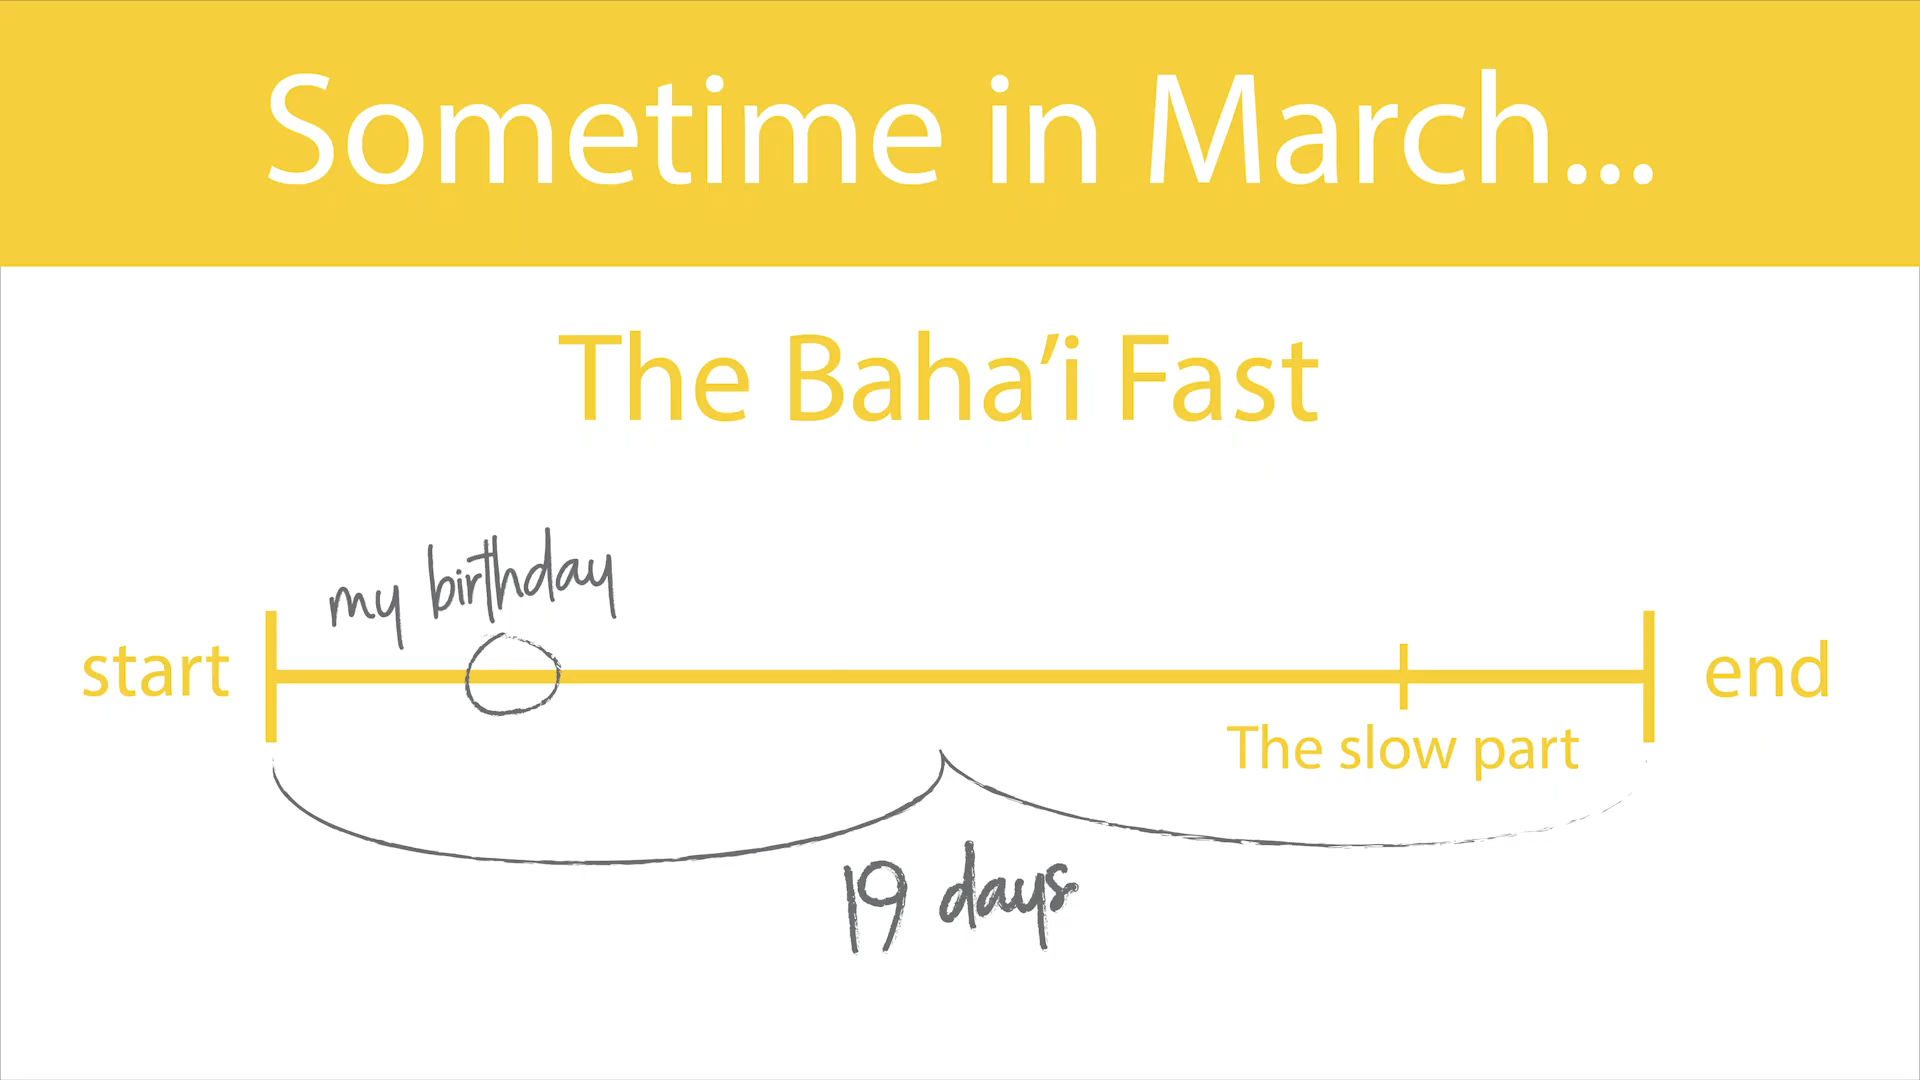 Sometime in March...
The Baha’i Fast
my birthday
start
end
The slow part
19 days